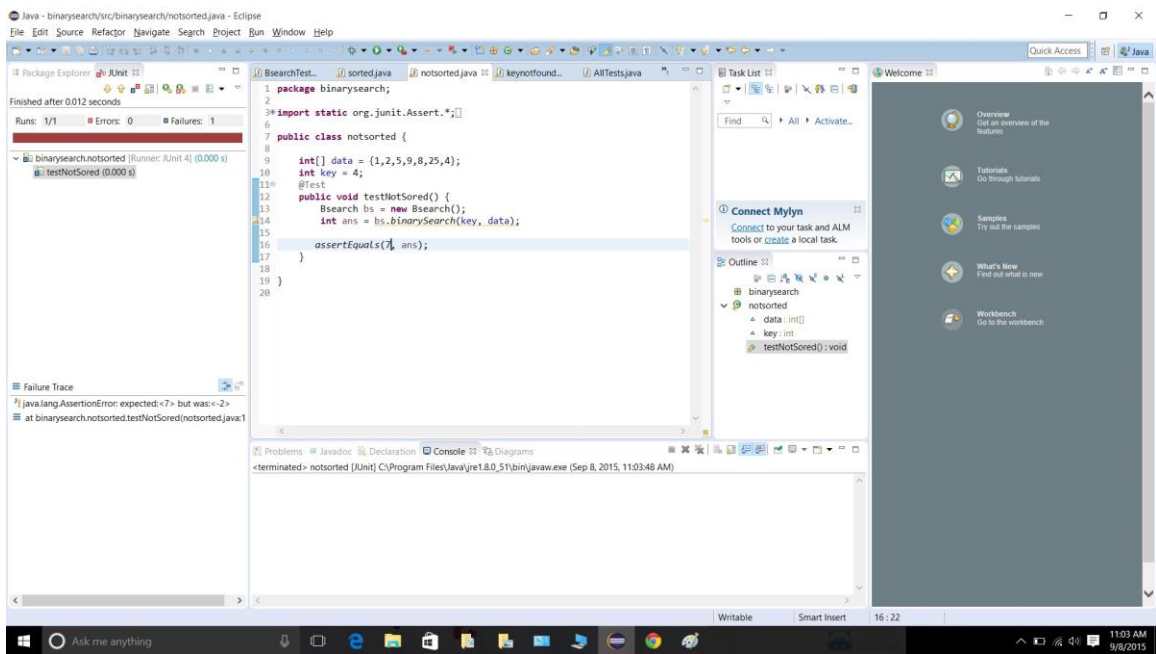 Java - binarysearch/src/binarysearch/notsorted.java - Eclipse
File Edit Source Refactor Navigate Search Project Run Window Help
Quick Access
Java
Package Explorer JUnit
Finished after 0.012 seconds
Runs: 1/1 Errors: 0 Failures: 1
binarysearch.notsorted [Runner: JUnit 4] (0.000 s)
testNotSored (0.000 s)
Failure Trace
java.lang.AssertionError: expected:<7> but was:<-2>
at binarysearch.notsorted.testNotSored(notsorted.java:1
BsearchTest... sorted.java notsorted.java keynotfound... AllTests.java
1 package binarysearch;
2
3 import static org.junit.Assert.*;
6
7 public class notsorted {
8
9 int[] data = {1,2,5,9,8,25,4};
10 int key = 4;
11 @Test
12 public void testNotSored() {
13 Bsearch bs = new Bsearch();
14 int ans = bs.binarySearch(key, data);
15
16 assertEquals(7, ans);
17 }
18
19 }
20
Problems Javadoc Declaration Console Diagrams
<terminated> notsorted [JUnit] C:\Program Files\Java\jre1.8.0_51\bin\javaw.exe (Sep 8, 2015, 11:03:48 AM)
Task List
Find All Activate...
Connect Mylyn
Connect to your task and ALM
tools or create a local task.
Outline
binarysearch
notsorted
data : int[]
key : int
testNotSored() : void
Welcome
Overview
Get an overview of the
features
Tutorials
Go through tutorials
Samples
Try out the samples
What's New
Find out what is new
Workbench
Go to the workbench
Writable Smart Insert 16 : 22
Ask me anything
11:03 AM
9/8/2015